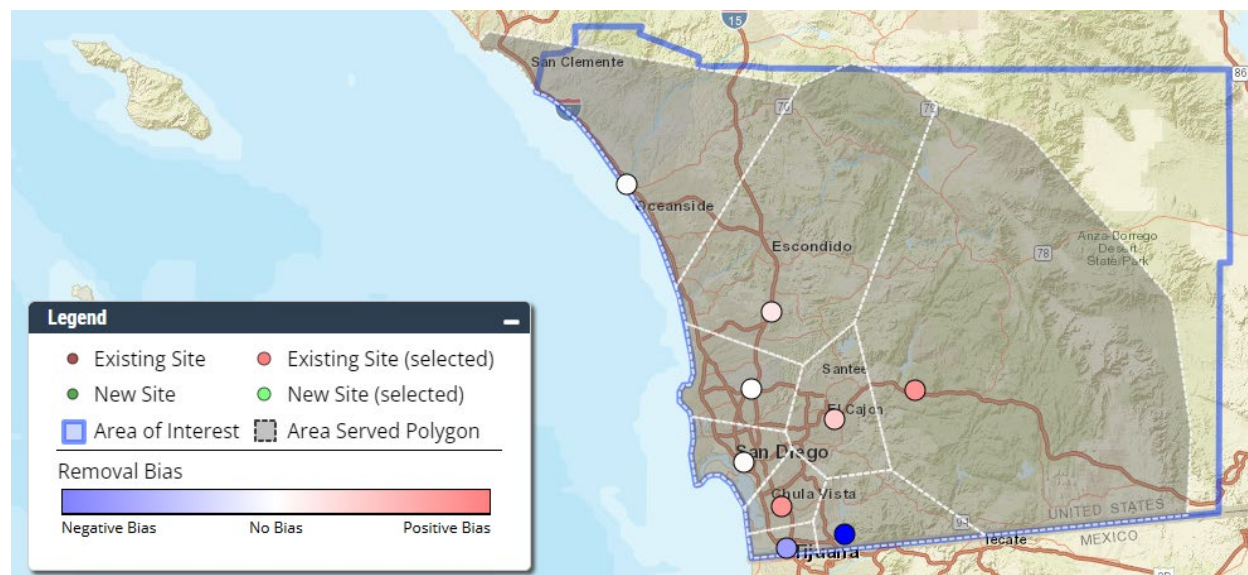 15
San Clemente
86
76
79
5
Oceanside
Escondido
Anza-Borrego
Desert
State Park
78
Santee
El Cajon
San Diego
Chula Vista
UNITED STATES
94
MEXICO
Tecate
Tijuana
Legend
Existing Site
Existing Site (selected)
New Site
New Site (selected)
Area of Interest
Area Served Polygon
Removal Bias
Negative Bias
No Bias
Positive Bias